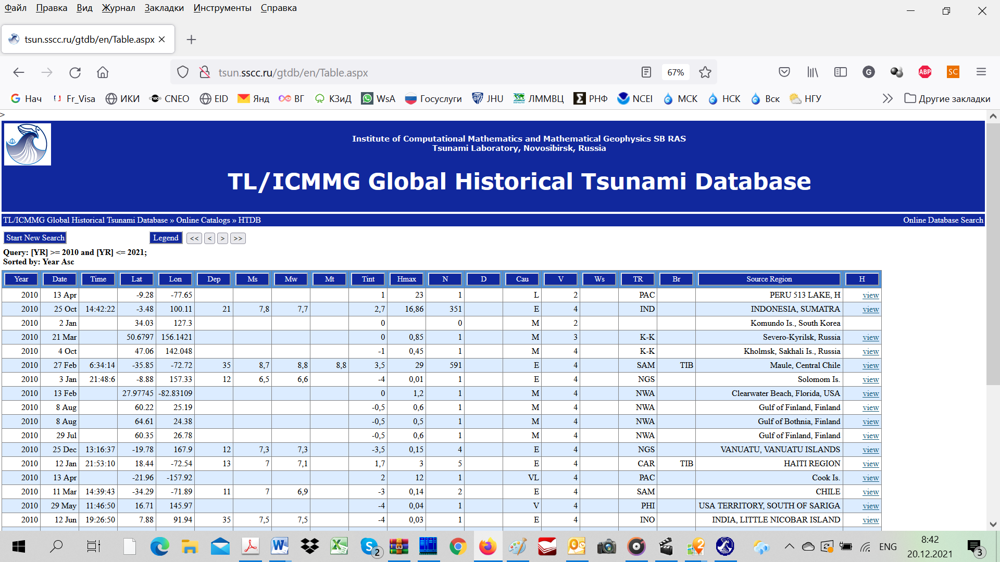 Файл Правка Вид Журнал Закладки Инструменты Справка
tsun.sscc.ru/gtdb/en/Table.aspx
tsun.sscc.ru/gtdb/en/Table.aspx 67% G ABP SC
G Нач Fr_Visa ИКИ CNEO EID Янд ВГ КЗиД WsA Госуслуги JHU ЛММВЦ РНФ NCEI МСК НСК Вск НГУ Другие закладки
>
Institute of Computational Mathematics and Mathematical Geophysics SB RAS
Tsunami Laboratory, Novosibirsk, Russia
TL/ICMMG Global Historical Tsunami Database
TL/ICMMG Global Historical Tsunami Database » Online Catalogs » HTDB Online Database Search
Start New Search Legend << < > >>
Query: [YR] >= 2010 and [YR] <= 2021;
Sorted by: Year Asc
Year Date Time Lat Lon Dep Ms Mw Mt Tint Hmax N D Cau V Ws TR Br Source Region H
2010 13 Apr -9.28 -77.65 1 23 1 L 2 PAC PERU 513 LAKE, H view
2010 25 Oct 14:42:22 -3.48 100.11 21 7,8 7,7 2,7 16,86 351 E 4 IND INDONESIA, SUMATRA view
2010 2 Jan 34.03 127.3 0 0 M 2 Komundo Is., South Korea
2010 21 Mar 50.6797 156.1421 0 0,85 1 M 3 K-K Severo-Kyrilsk, Russia view
2010 4 Oct 47.06 142.048 -1 0,45 1 M 4 K-K Kholmsk, Sakhali Is., Russia view
2010 27 Feb 6:34:14 -35.85 -72.72 35 8,7 8,8 8,8 3,5 29 591 E 4 SAM TIB Maule, Central Chile view
2010 3 Jan 21:48:6 -8.88 157.33 12 6,5 6,6 -4 0,01 1 E 4 NGS Solomom Is. view
2010 13 Feb 27.97745 -82.83109 0 1,2 1 M 4 NWA Clearwater Beach, Florida, USA view
2010 8 Aug 60.22 25.19 -0,5 0,6 1 M 4 NWA Gulf of Finland, Finland view
2010 8 Aug 64.61 24.38 -0,5 0,5 1 M 4 NWA Gulf of Bothnia, Finland view
2010 29 Jul 60.35 26.78 -0,5 0,6 1 M 4 NWA Gulf of Finland, Finland view
2010 25 Dec 13:16:37 -19.78 167.9 12 7,3 7,3 -3,5 0,15 4 E 4 NGS VANUATU, VANUATU ISLANDS view
2010 12 Jan 21:53:10 18.44 -72.54 13 7 7,1 1,7 3 5 E 4 CAR TIB HAITI REGION view
2010 13 Apr -21.96 -157.92 2 12 1 VL 4 PAC Cook Is. view
2010 11 Mar 14:39:43 -34.29 -71.89 11 7 6,9 -3 0,14 2 E 4 SAM CHILE view
2010 29 May 11:46:50 16.71 145.97 -4 0,04 1 V 4 PHI USA TERRITORY, SOUTH OF SARIGA view
2010 12 Jun 19:26:50 7.88 91.94 35 7,5 7,5 -4 0,03 1 E 4 INO INDIA, LITTLE NICOBAR ISLAND view
2 ENG 8:42
20.12.2021 3